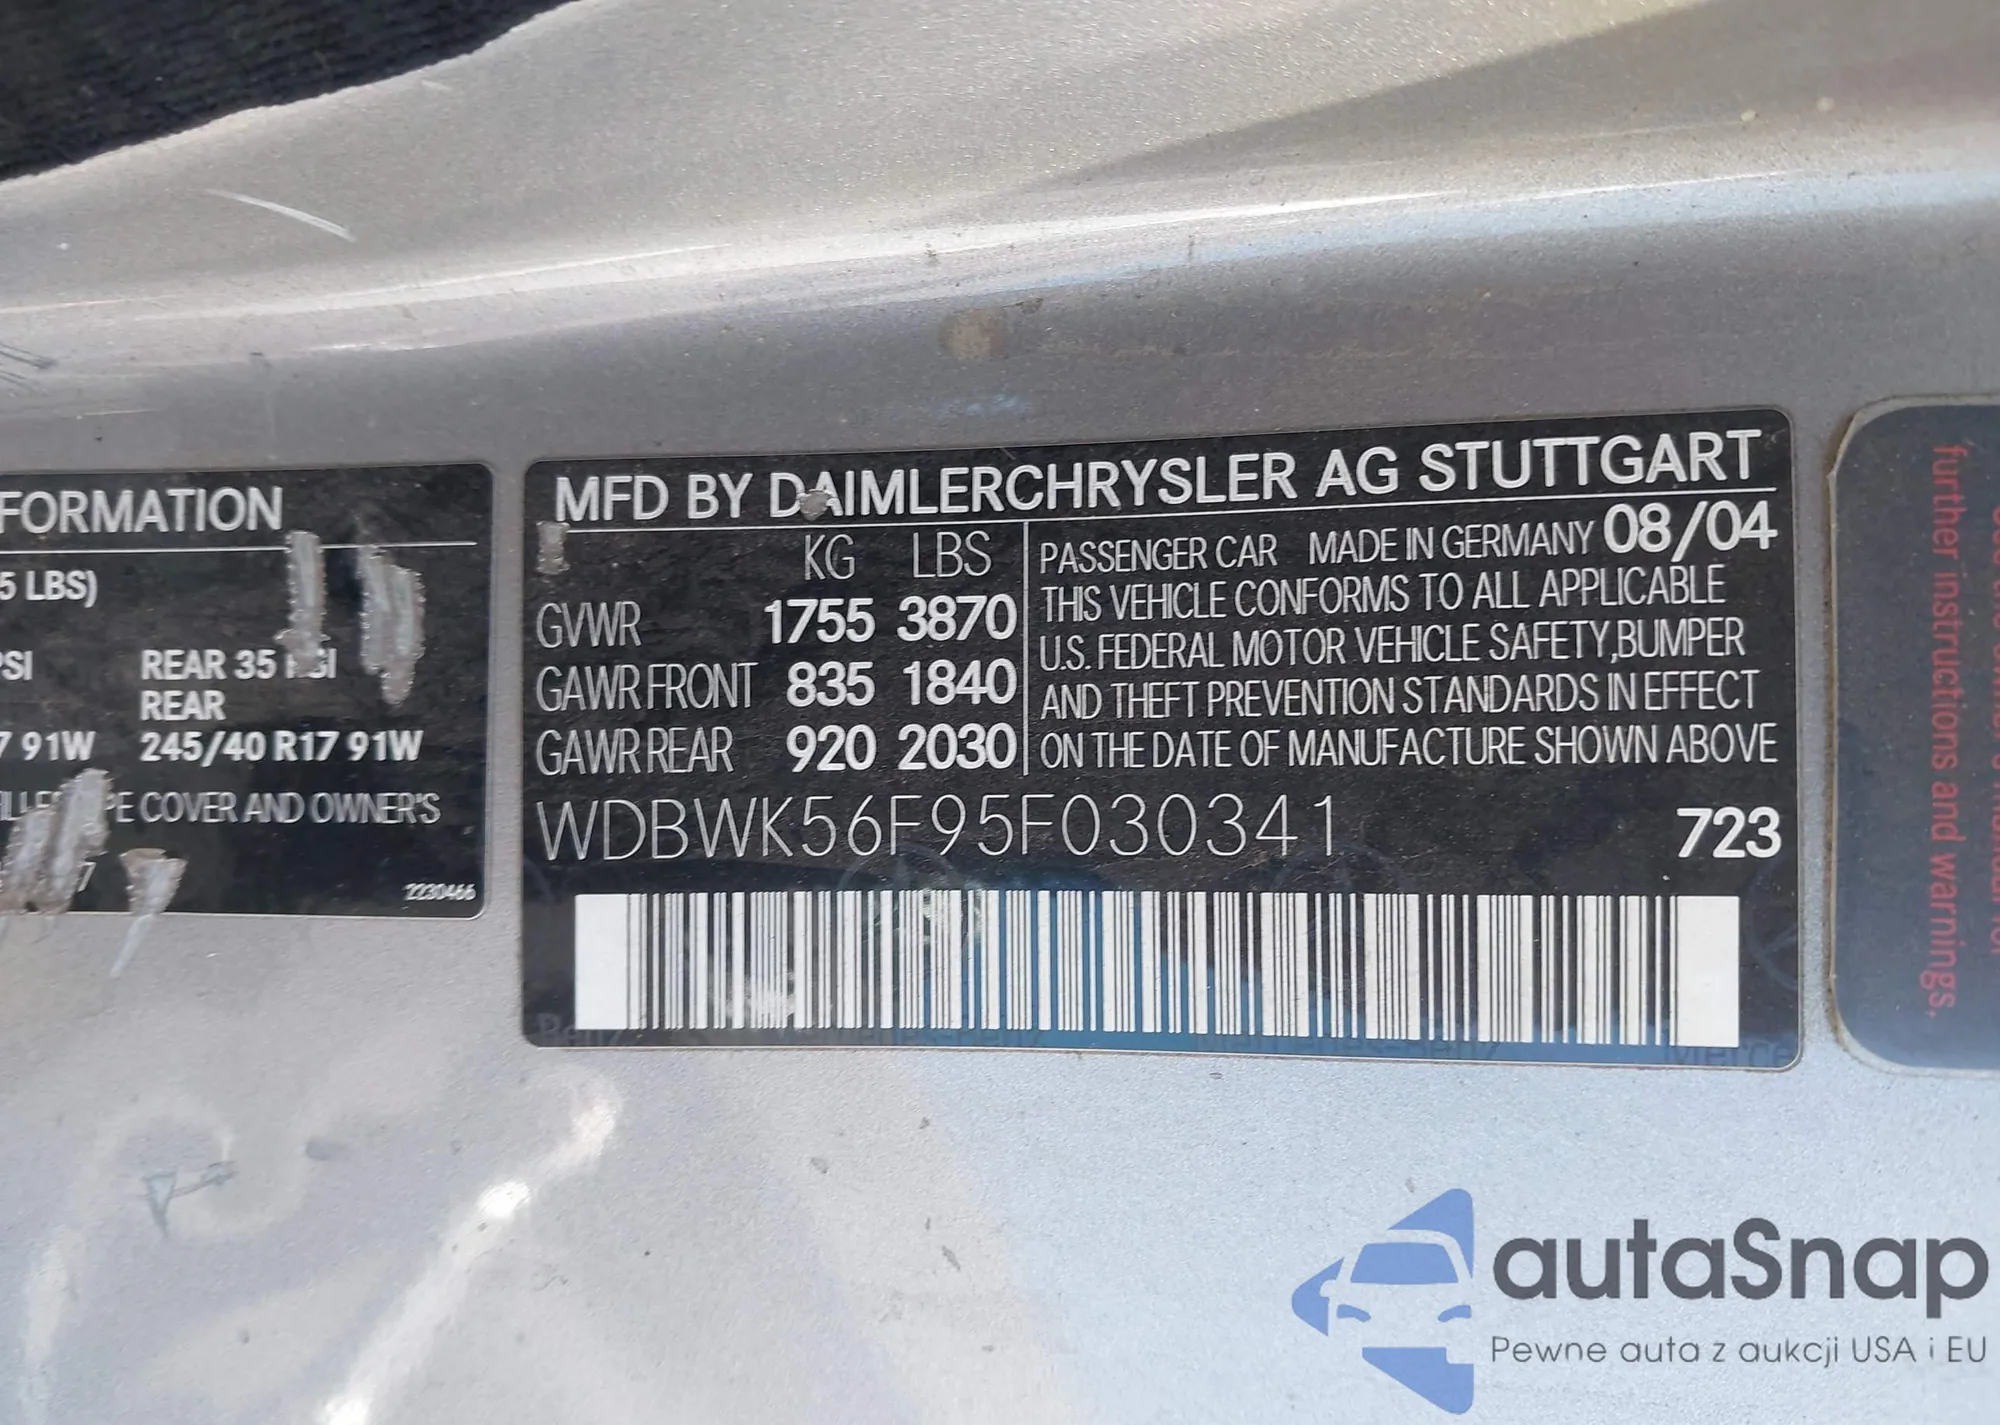 FORMATION
5 LBS)
PSI REAR 35 PSI
REAR
7 91W 245/40 R17 91W
COVER AND OWNER'S
7
2230466
MFD BY DAIMLERCHRYSLER AG STUTTGART
KG LBS
GVWR 1755 3870
GAWR FRONT 835 1840
GAWR REAR 920 2030
PASSENGER CAR MADE IN GERMANY 08/04
THIS VEHICLE CONFORMS TO ALL APPLICABLE
U.S. FEDERAL MOTOR VEHICLE SAFETY,BUMPER
AND THEFT PREVENTION STANDARDS IN EFFECT
ON THE DATE OF MANUFACTURE SHOWN ABOVE
WDBWK56F95F030341 723
further instructions and warnings.
autaSnap
Pewne auta z aukcji USA i EU